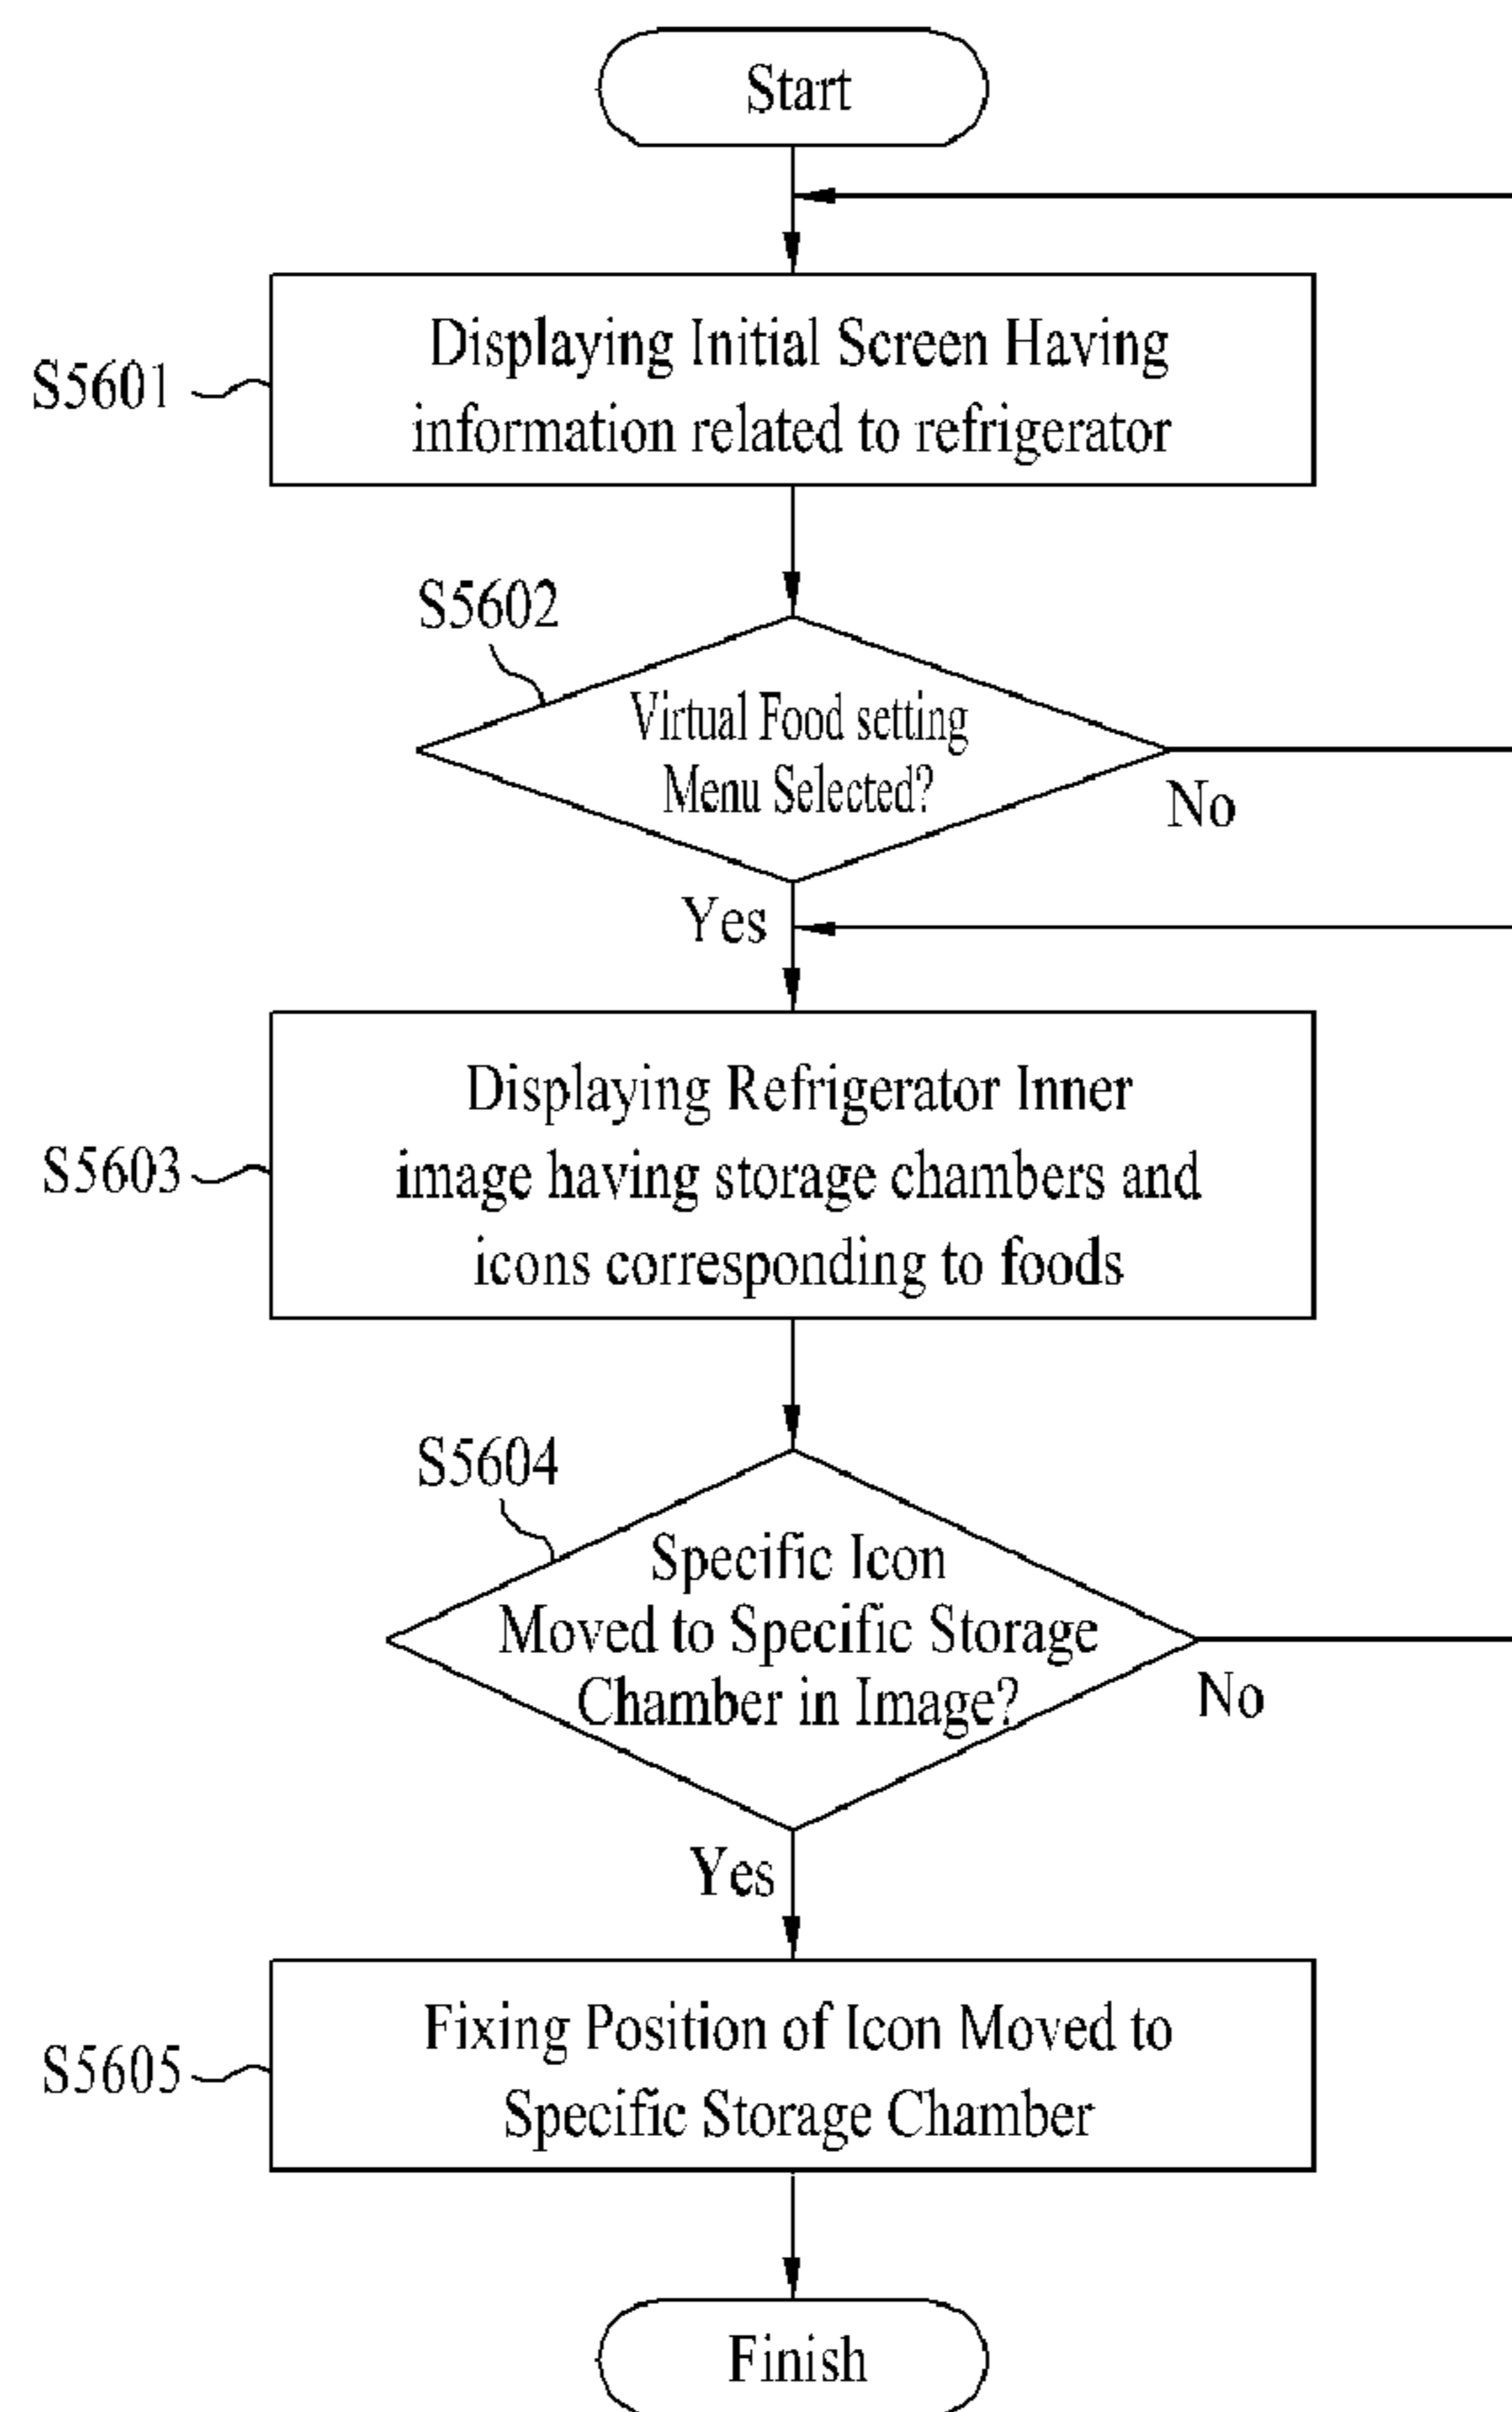 Start
S5601
Displaying Initial Screen Having
information related to refrigerator
S5602
Virtual Food setting
Menu Selected?
No
Yes
S5603
Displaying Refrigerator Inner
image having storage chambers and
icons corresponding to foods
S5604
Specific Icon
Moved to Specific Storage
Chamber in Image?
No
Yes
S5605
Fixing Position of Icon Moved to
Specific Storage Chamber
Finish